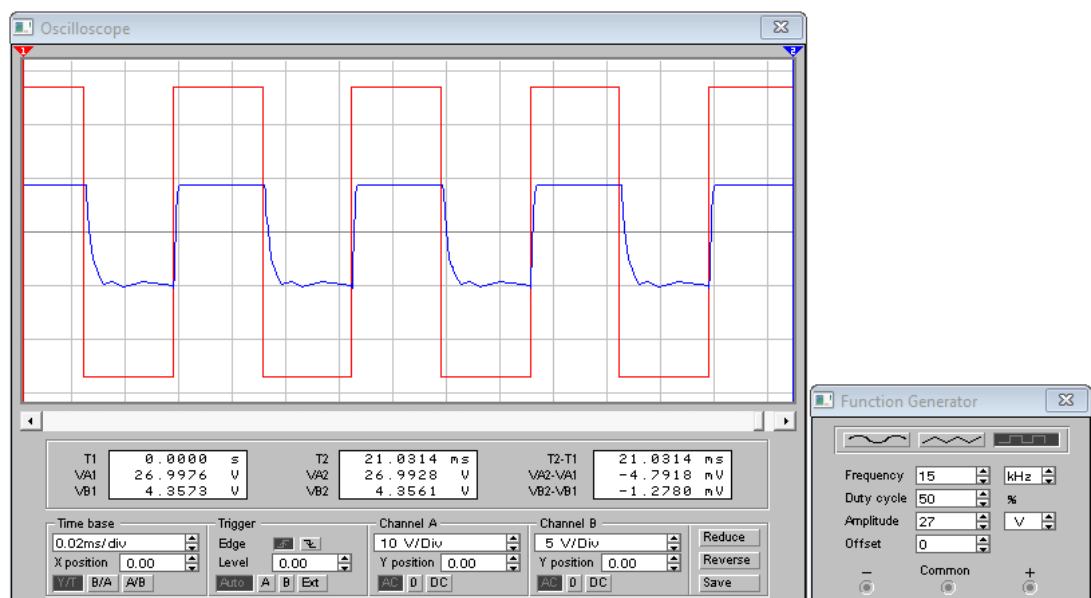 Oscilloscope
1
2
T1 0.0000 s T2 21.0314 ms T2-T1 21.0314 ms
VA1 26.9976 V VA2 26.9928 V VA2-VA1 -4.7918 mV
VB1 4.3573 V VB2 4.3561 V VB2-VB1 -1.2780 mV
Time base Trigger Channel A Channel B Reduce
0.02ms/div Edge 10 V/Div 5 V/Div
X position 0.00 Level 0.00 Y position 0.00 Y position 0.00 Reverse
Y/T B/A A/B Auto A B Ext AC 0 DC AC 0 DC Save
Function Generator
Frequency 15 kHz
Duty cycle 50 %
Amplitude 27 V
Offset 0
− Common +